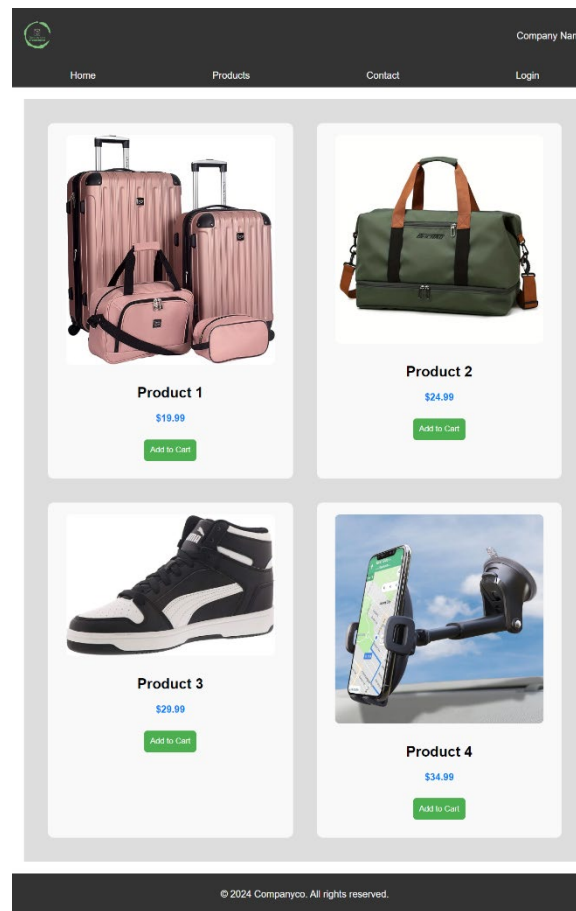 Company Nam
Home Products Contact Login
Product 1
$19.99
Add to Cart
Product 2
$24.99
Add to Cart
Product 3
$29.99
Add to Cart
Product 4
$34.99
Add to Cart
© 2024 Companyco. All rights reserved.